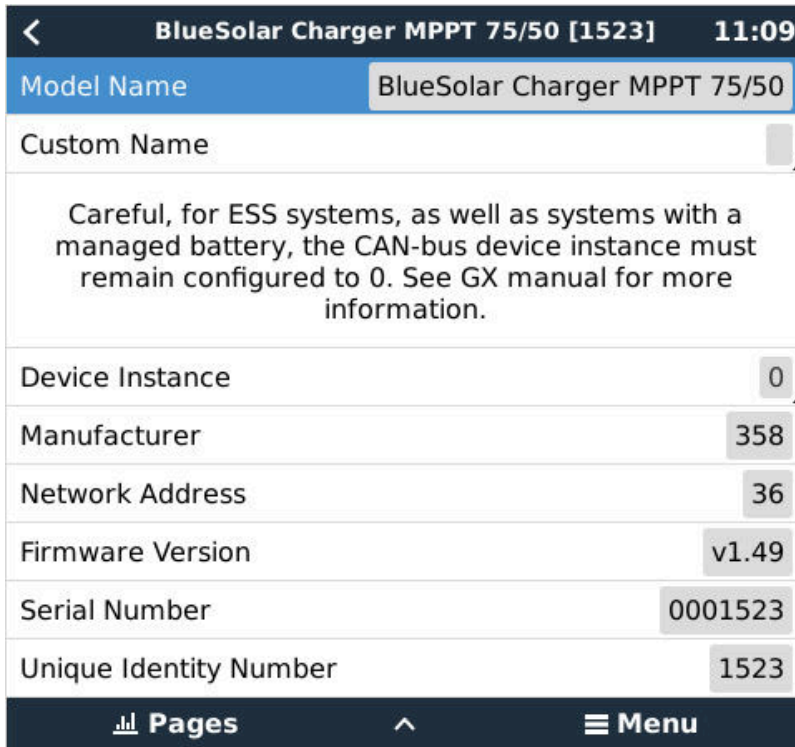 BlueSolar Charger MPPT 75/50 [1523] 11:09
Model Name BlueSolar Charger MPPT 75/50
Custom Name
Careful, for ESS systems, as well as systems with a
managed battery, the CAN-bus device instance must
remain configured to 0. See GX manual for more
information.
Device Instance 0
Manufacturer 358
Network Address 36
Firmware Version v1.49
Serial Number 0001523
Unique Identity Number 1523
Pages Menu